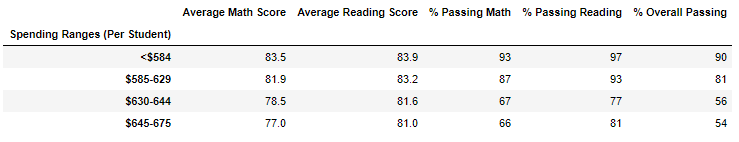 Average Math Score Average Reading Score % Passing Math % Passing Reading % Overall Passing
Spending Ranges (Per Student)
<$584 83.5 83.9 93 97 90
$585-629 81.9 83.2 87 93 81
$630-644 78.5 81.6 67 77 56
$645-675 77.0 81.0 66 81 54